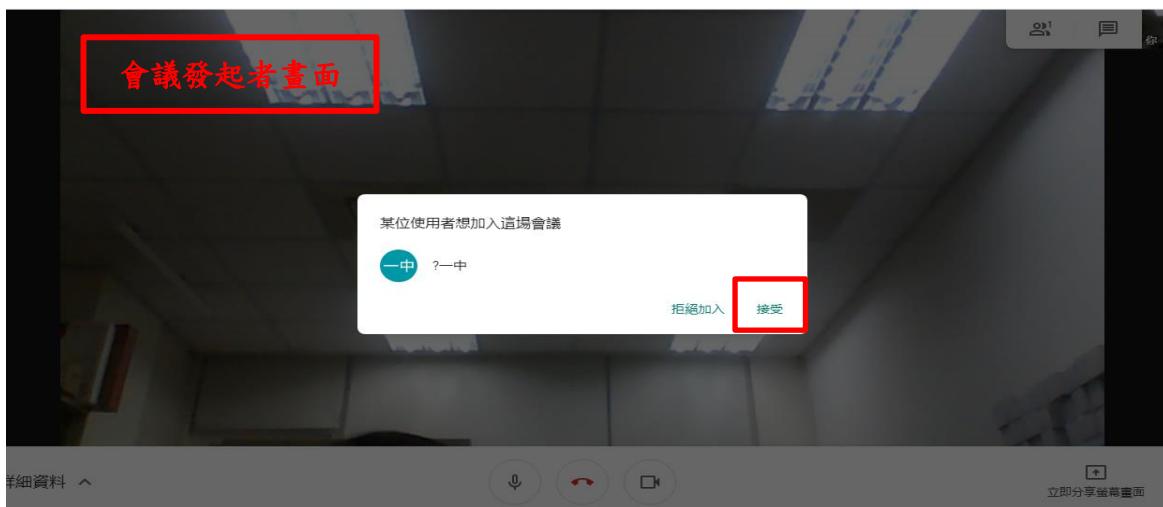 會議發起者畫面
1
你
某位使用者想加入這場會議
一中
?一中
拒絕加入
接受
詳細資料
立即分享螢幕畫面